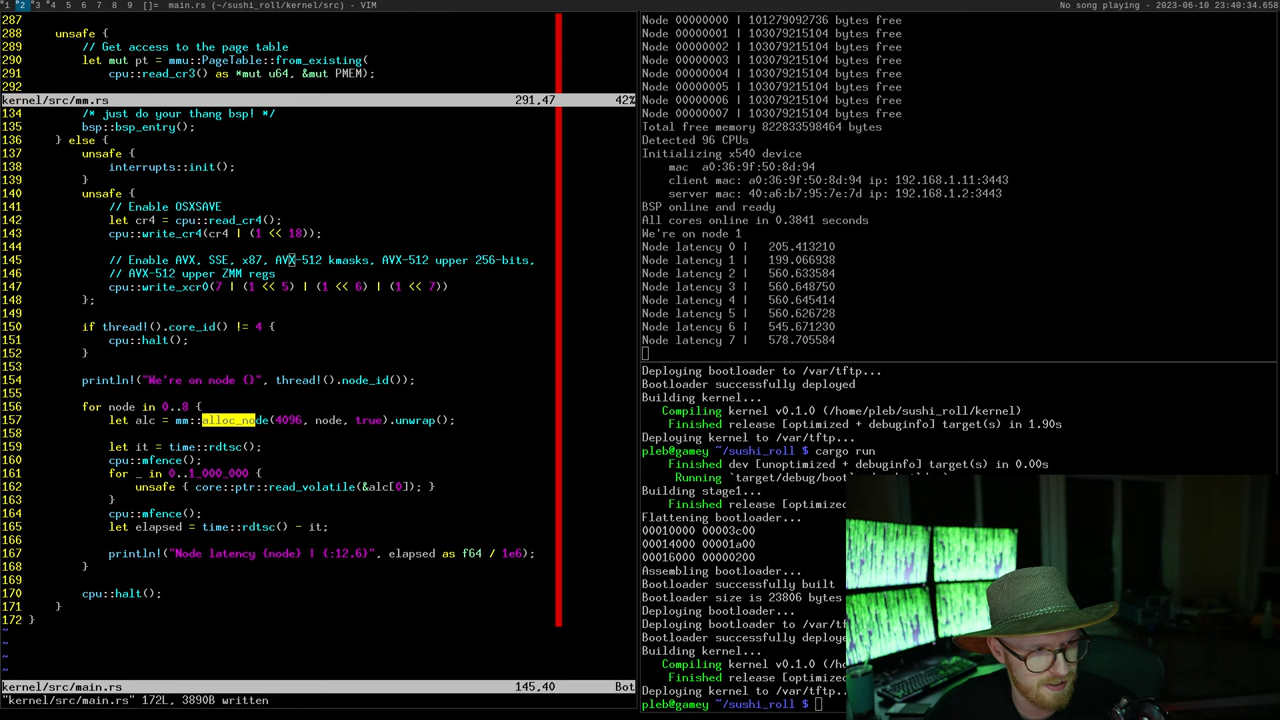 1 2 3 4 5 6 7 8 9 []= main.rs (~/sushi_roll/kernel/src) - VIM No song playing - 2023-06-10 23:40:34.658
287
288     unsafe {
289         // Get access to the page table
290         let mut pt = mmu::PageTable::from_existing(
291             cpu::read_cr3() as *mut u64, &mut PMEM);
292
kernel/src/mm.rs 291,47 42%
134         /* just do your thang bsp! */
135         bsp::bsp_entry();
136     } else {
137         unsafe {
138             interrupts::init();
139         }
140         unsafe {
141             // Enable OSXSAVE
142             let cr4 = cpu::read_cr4();
143             cpu::write_cr4(cr4 | (1 << 18));
144
145             // Enable AVX, SSE, x87, AVX-512 kmasks, AVX-512 upper 256-bits,
146             // AVX-512 upper ZMM regs
147             cpu::write_xcr0(7 | (1 << 5) | (1 << 6) | (1 << 7))
148         };
149
150         if thread!().core_id() != 4 {
151             cpu::halt();
152         }
153
154         println!("We're on node {}", thread!().node_id());
155
156         for node in 0..8 {
157             let alc = mm::alloc_node(4096, node, true).unwrap();
158
159             let it = time::rdtsc();
160             cpu::mfence();
161             for _ in 0..1_000_000 {
162                 unsafe { core::ptr::read_volatile(&alc[0]); }
163             }
164             cpu::mfence();
165             let elapsed = time::rdtsc() - it;
166
167             println!("Node latency {node} | {:12.6}", elapsed as f64 / 1e6);
168         }
169
170         cpu::halt();
171     }
172 }
~
~
~
~
kernel/src/main.rs 145,40 Bot
"kernel/src/main.rs" 172L, 3890B written
Node 00000000 | 101279092736 bytes free
Node 00000001 | 103079215104 bytes free
Node 00000002 | 103079215104 bytes free
Node 00000003 | 103079215104 bytes free
Node 00000004 | 103079215104 bytes free
Node 00000005 | 103079215104 bytes free
Node 00000006 | 103079215104 bytes free
Node 00000007 | 103079215104 bytes free
Total free memory 822833598464 bytes
Detected 96 CPUs
Initializing x540 device
    mac  a0:36:9f:50:8d:94
    client mac: a0:36:9f:50:8d:94 ip: 192.168.1.11:3443
    server mac: 40:a6:b7:95:7e:7d ip: 192.168.1.2:3443
BSP online and ready
All cores online in 0.3841 seconds
We're on node 1
Node latency 0 |   205.413210
Node latency 1 |   199.066938
Node latency 2 |   560.633584
Node latency 3 |   560.648750
Node latency 4 |   560.645414
Node latency 5 |   560.626728
Node latency 6 |   545.671230
Node latency 7 |   578.705584
Deploying bootloader to /var/tftp...
Bootloader successfully deployed
Building kernel...
   Compiling kernel v0.1.0 (/home/pleb/sushi_roll/kernel)
    Finished release [optimized + debuginfo] target(s) in 1.90s
Deploying kernel to /var/tftp...
pleb@gamey ~/sushi_roll $ cargo run
    Finished dev [unoptimized + debuginfo] target(s) in 0.00s
     Running `target/debug/boo
Building stage1...
    Finished release [optimize
Flattening bootloader...
00010000 00003c00
00014000 00001a00
00016000 00000200
Assembling bootloader...
Bootloader successfully built
Bootloader size is 23806 bytes
Deploying bootloader...
Deploying bootloader to /var/tf
Bootloader successfully deploye
Building kernel...
   Compiling kernel v0.1.0 (/ho
    Finished release [optimize
Deploying kernel to /var/tftp..
pleb@gamey ~/sushi_roll $